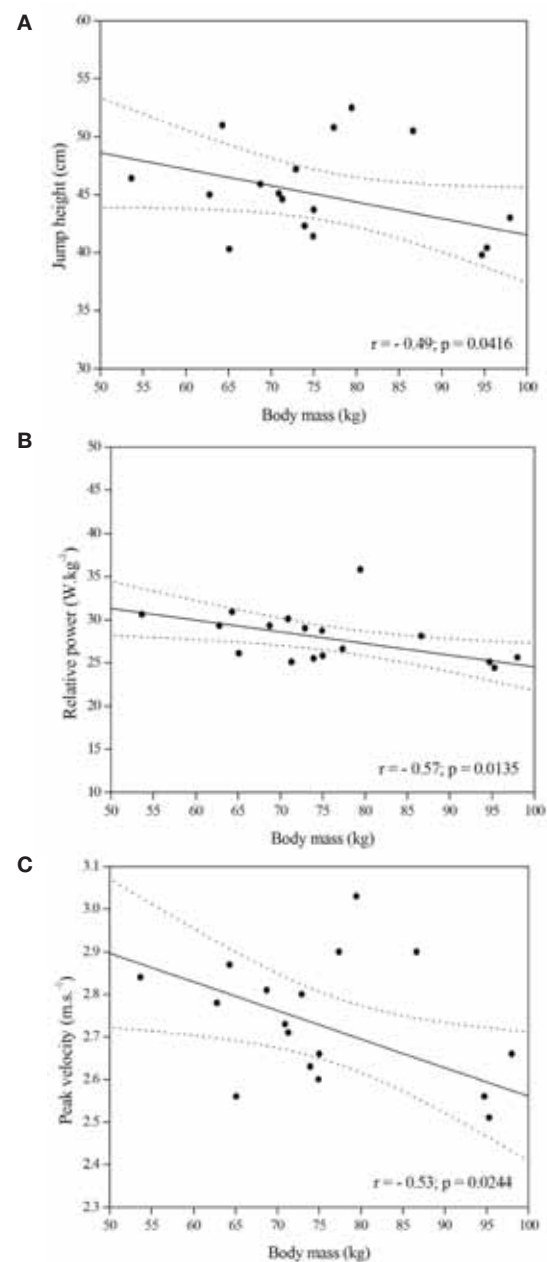 A
60
55
50
45
40
35
30
Jump height (cm)
r = - 0.49; p = 0.0416
50 55 60 65 70 75 80 85 90 95 100
Body mass (kg)
B
50
45
40
35
30
25
20
15
10
Relative power (W.kg⁻¹)
r = - 0.57; p = 0.0135
50 55 60 65 70 75 80 85 90 95 100
Body mass (kg)
C
3.1
3.0
2.9
2.8
2.7
2.6
2.5
2.4
2.3
Peak velocity (m.s.⁻¹)
r = - 0.53; p = 0.0244
50 55 60 65 70 75 80 85 90 95 100
Body mass (kg)